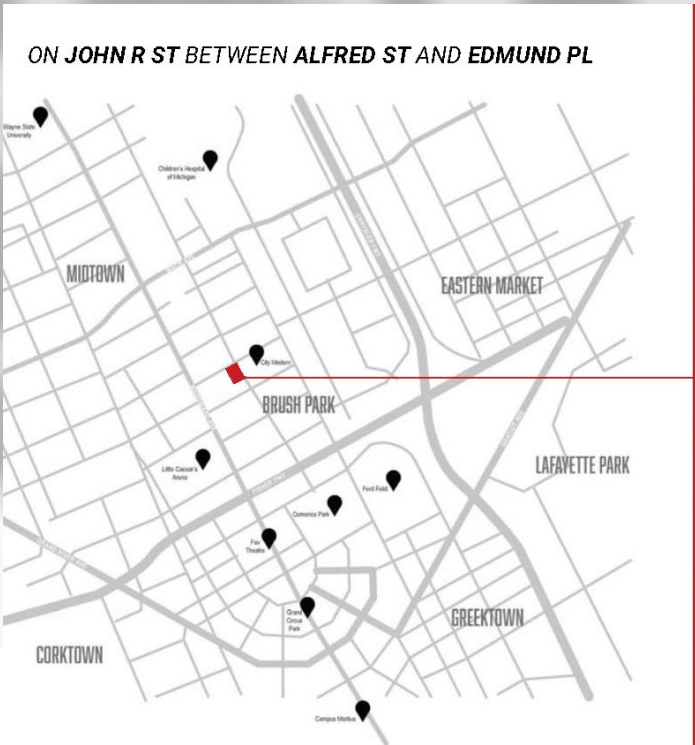 ON JOHN R ST BETWEEN ALFRED ST AND EDMUND PL
Wayne State
University
Children's Hospital
of Michigan
MIDTOWN
EASTERN MARKET
City Modern
BRUSH PARK
Little Caesar's
Arena
LAFAYETTE PARK
Ford Field
Comerica Park
Fox
Theatre
Grand
Circus
Park
GREEKTOWN
CORKTOWN
Campus Martius